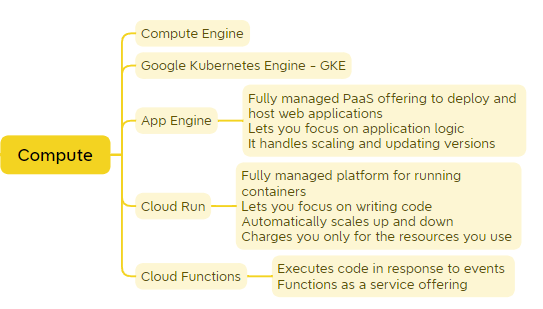 Compute
Compute Engine
Google Kubernetes Engine - GKE
App Engine
Fully managed PaaS offering to deploy and
host web applications
Lets you focus on application logic
It handles scaling and updating versions
Cloud Run
Fully managed platform for running
containers
Lets you focus on writing code
Automatically scales up and down
Charges you only for the resources you use
Cloud Functions
Executes code in response to events
Functions as a service offering